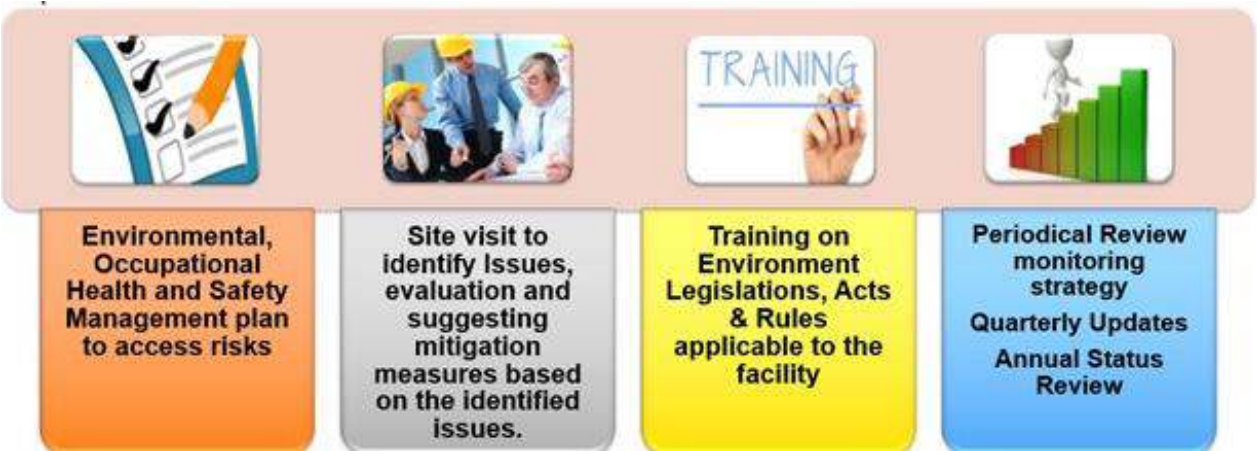 TRAINING
Environmental,
Occupational
Health and Safety
Management plan
to access risks
Site visit to
identify Issues,
evaluation and
suggesting
mitigation
measures based
on the identified
issues.
Training on
Environment
Legislations, Acts
& Rules
applicable to the
facility
Periodical Review
monitoring
strategy
Quarterly Updates
Annual Status
Review